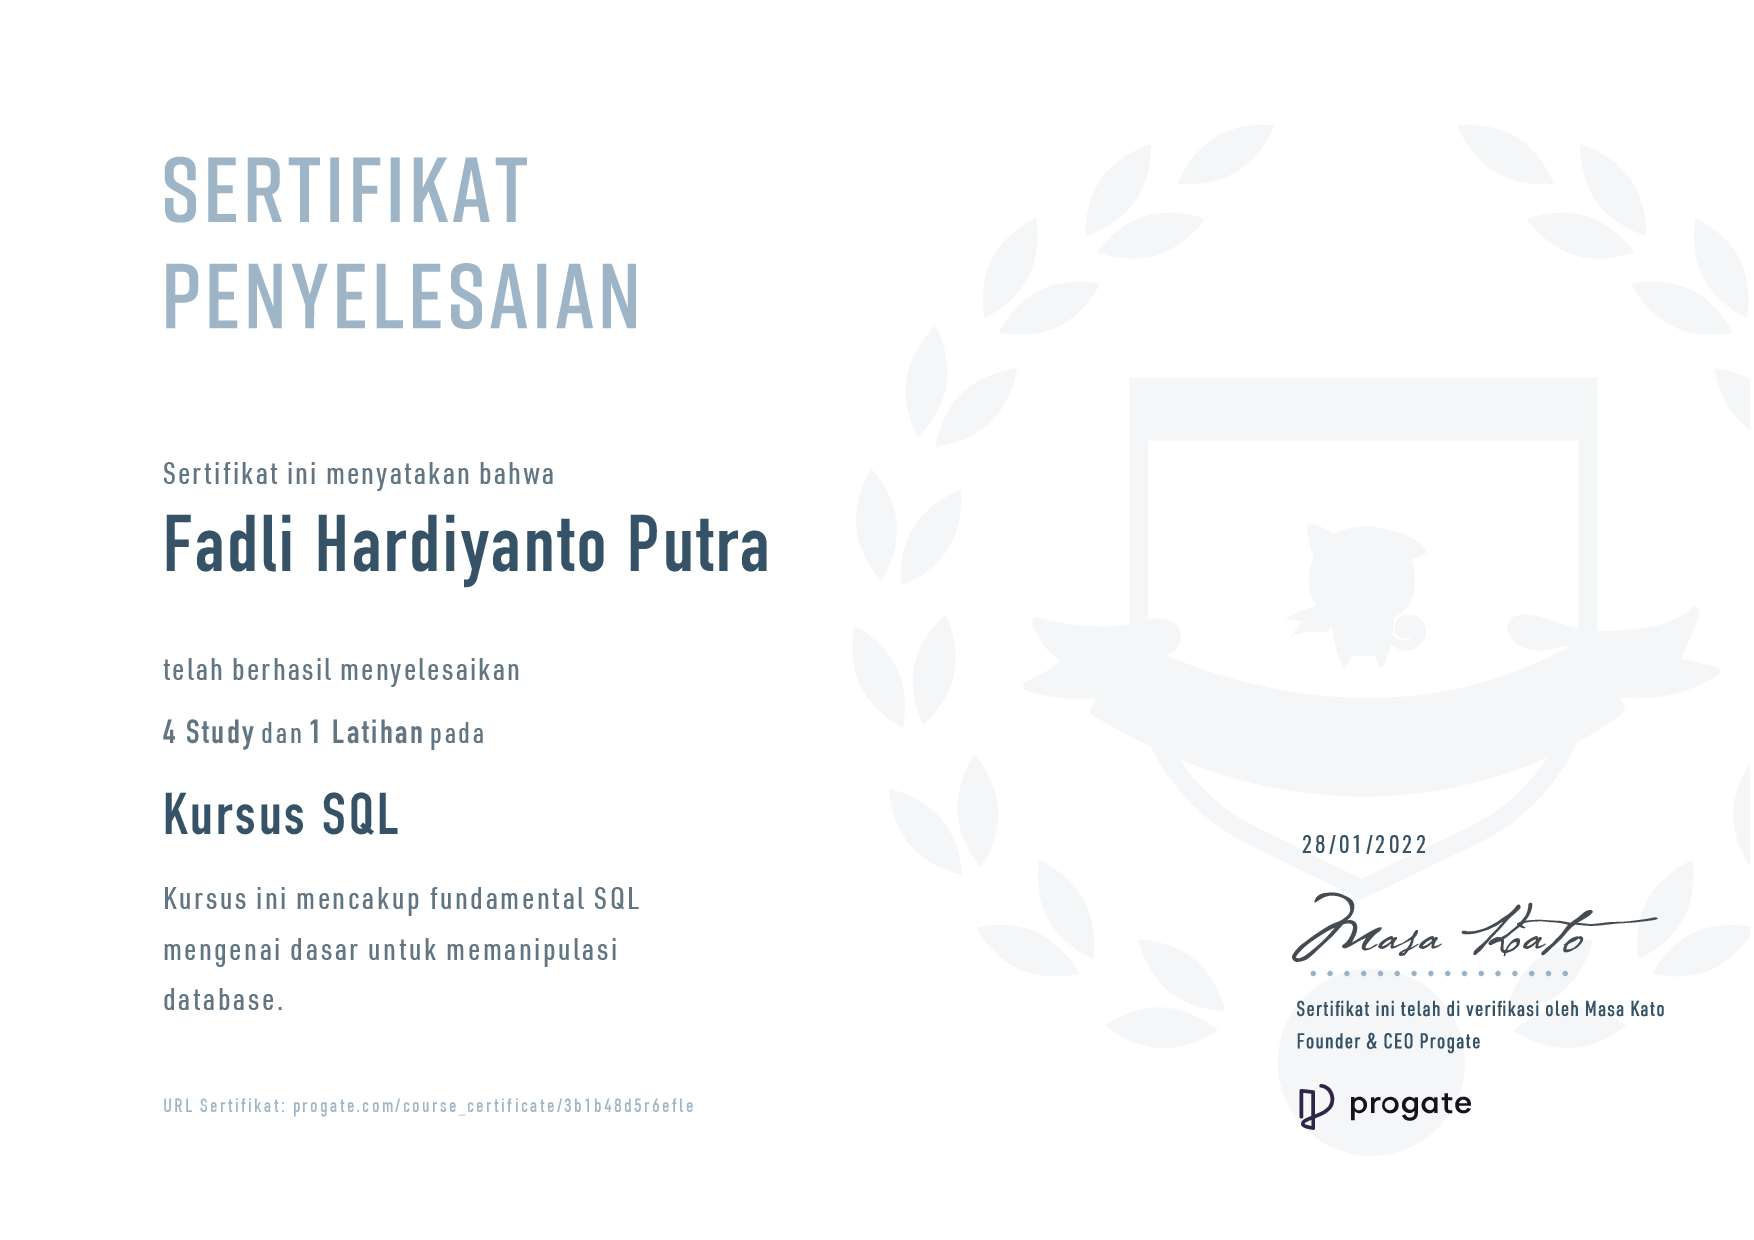 SERTIFIKAT
PENYELESAIAN
Sertifikat ini menyatakan bahwa
Fadli Hardiyanto Putra
telah berhasil menyelesaikan
4 Study dan 1 Latihan pada
Kursus SQL
Kursus ini mencakup fundamental SQL
mengenai dasar untuk memanipulasi
database.
URL Sertifikat: progate.com/course_certificate/3b1b48d5r6efle
28/01/2022
Masa Kato
Sertifikat ini telah di verifikasi oleh Masa Kato
Founder & CEO Progate
progate